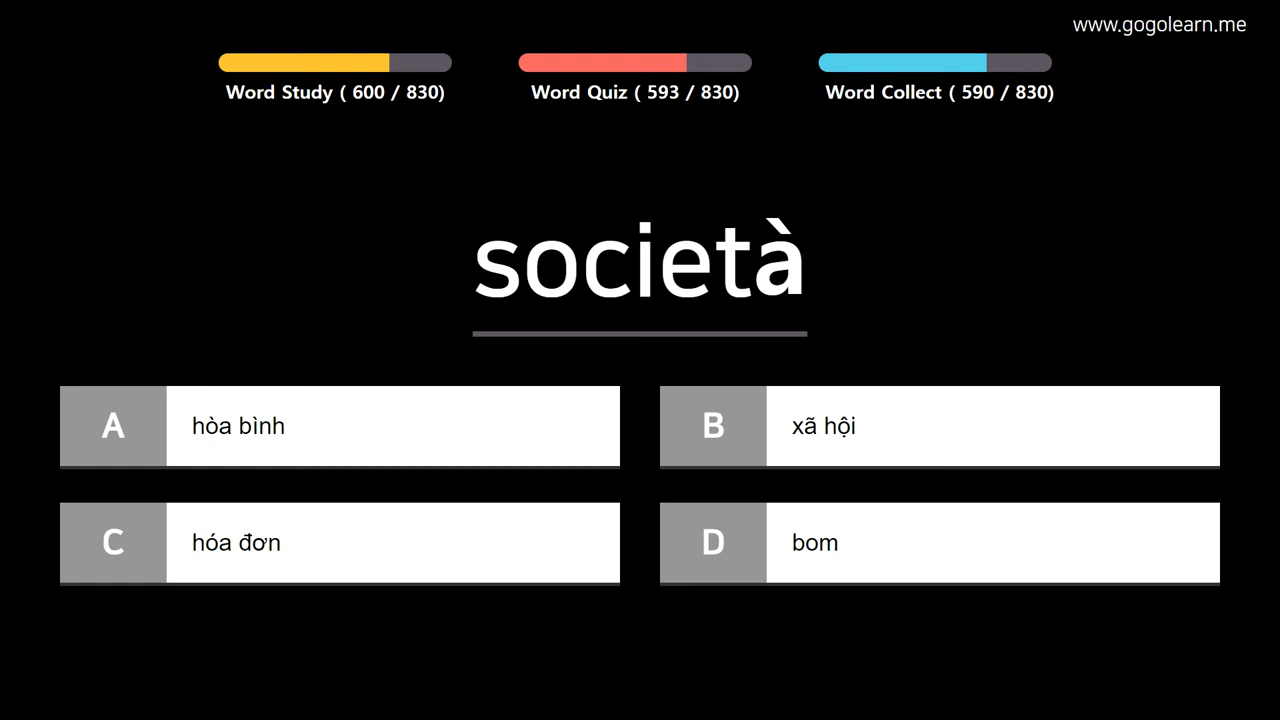 www.gogolearn.me
Word Study ( 600 / 830)
Word Quiz ( 593 / 830)
Word Collect ( 590 / 830)
società
A hòa bình
B xã hội
C hóa đơn
D bom